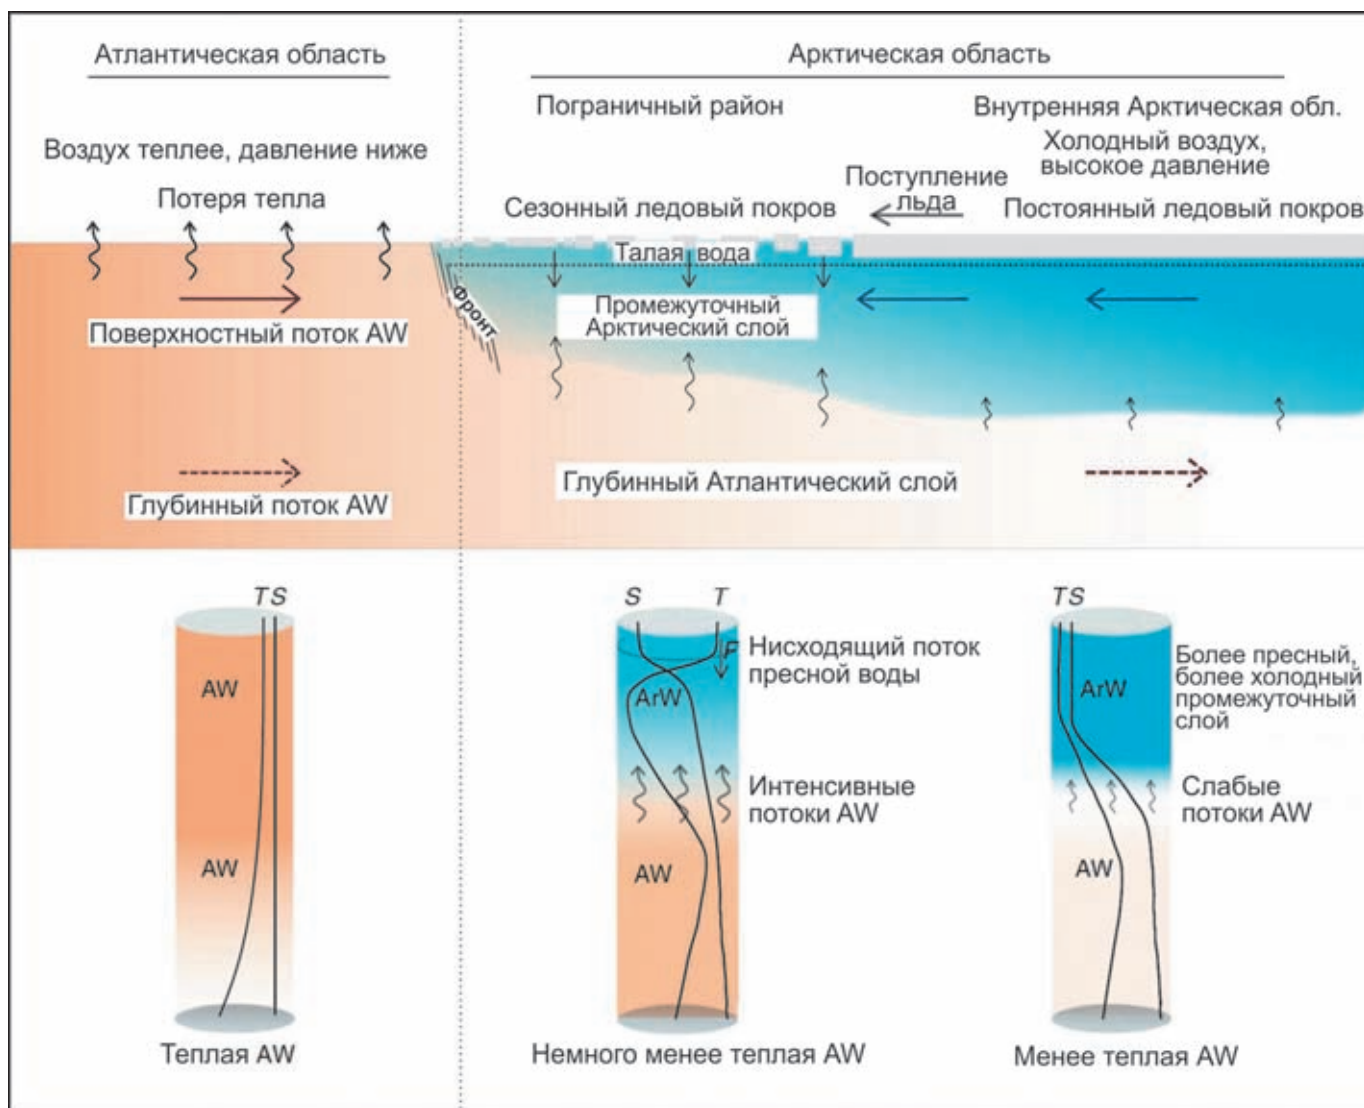 Атлантическая область
Арктическая область
Пограничный район
Внутренняя Арктическая обл.
Воздух теплее, давление ниже
Холодный воздух,
высокое давление
Потеря тепла
Поступление
льда
Сезонный ледовый покров
Постоянный ледовый покров
Талая вода
Фронт
Промежуточный
Арктический слой
Поверхностный поток AW
Глубинный поток AW
Глубинный Атлантический слой
T S
AW
AW
Теплая AW
S T
F
Нисходящий поток
пресной воды
ArW
Интенсивные
потоки AW
AW
Немного менее теплая AW
T S
ArW
Более пресный,
более холодный
промежуточный
слой
Слабые
потоки AW
AW
Менее теплая AW